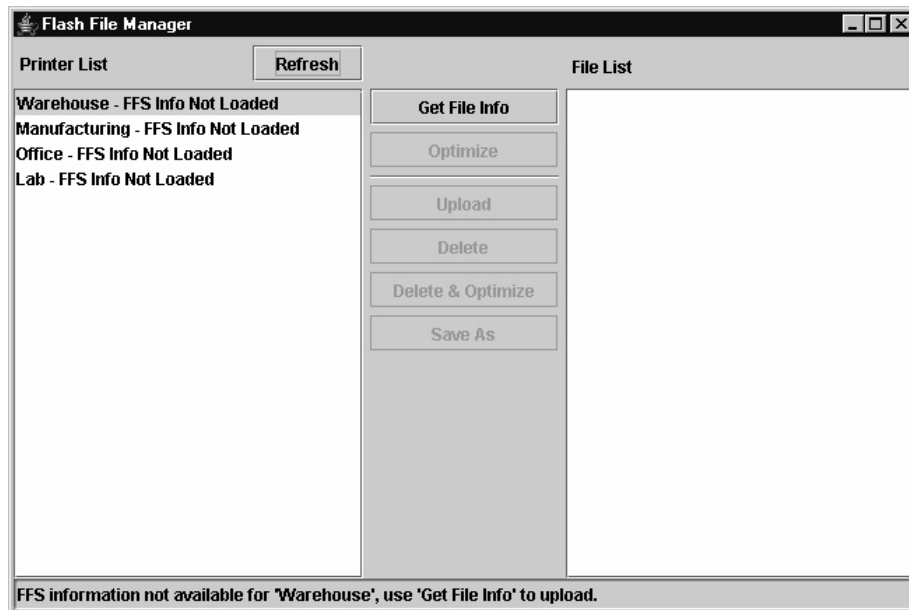 Flash File Manager
Printer List
Refresh
File List
Warehouse - FFS Info Not Loaded
Manufacturing - FFS Info Not Loaded
Office - FFS Info Not Loaded
Lab - FFS Info Not Loaded
Get File Info
Optimize
Upload
Delete
Delete & Optimize
Save As
FFS information not available for 'Warehouse', use 'Get File Info' to upload.